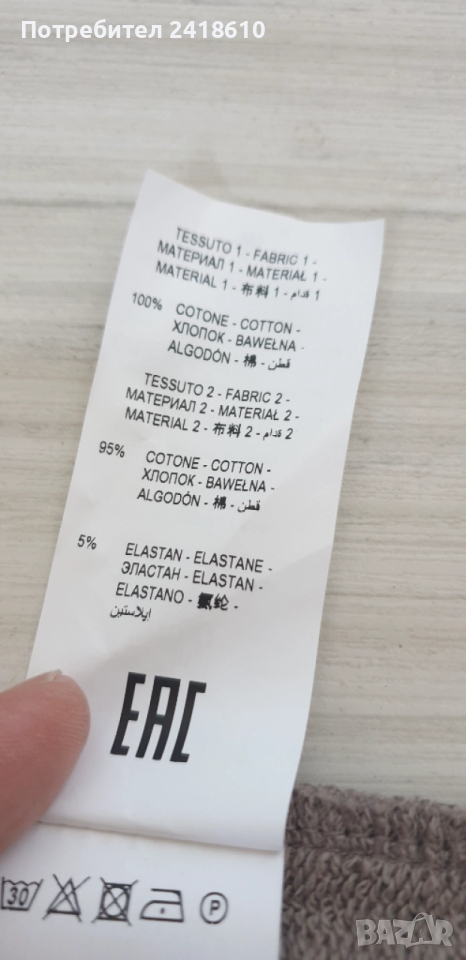 Потребител 2418610
TESSUTO 1 - FABRIC 1 -
МАТЕРИАЛ 1 - MATERIAŁ 1 -
MATERIAL 1 - 布料 1 - قدام 1
100% COTONE - COTTON -
ХЛОПОК - BAWEŁNA -
ALGODÓN - 棉 - قطن
TESSUTO 2 - FABRIC 2 -
МАТЕРИАЛ 2 - MATERIAŁ 2 -
MATERIAL 2 - 布料 2 - قدام 2
95% COTONE - COTTON -
ХЛОПОК - BAWEŁNA -
ALGODÓN - 棉 - قطن
5% ELASTAN - ELASTANE -
ЭЛАСТАН - ELASTAN -
ELASTANO - 氨纶 -
إيلاستين
EAC
30
P
BAZAR